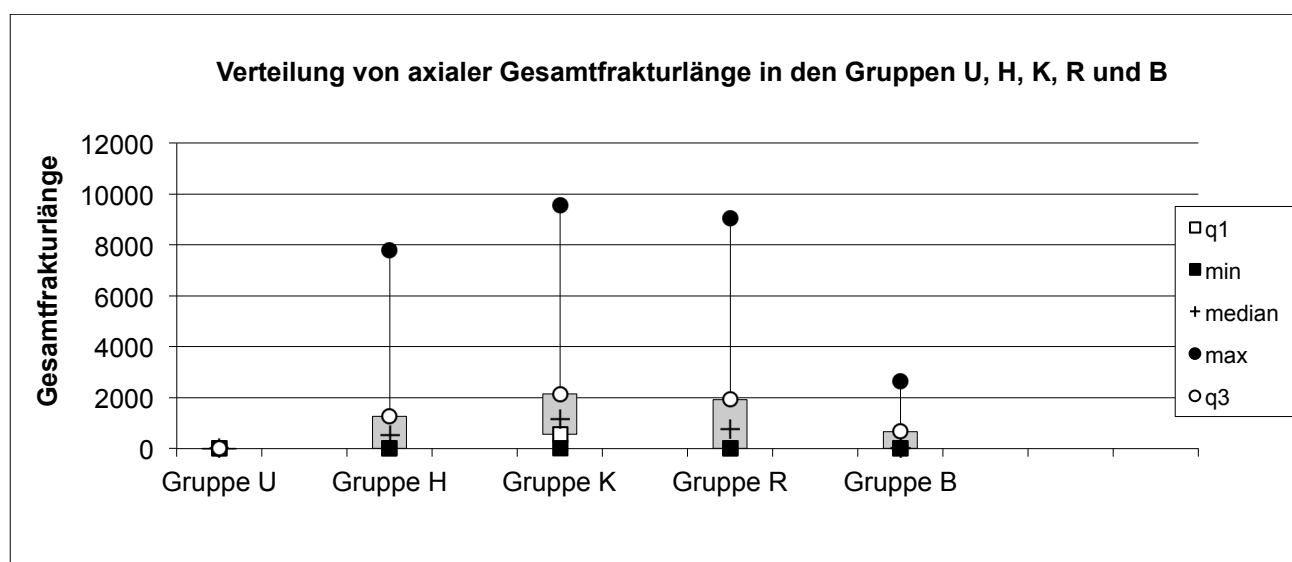 Verteilung von axialer Gesamtfrakturlänge in den Gruppen U, H, K, R und B
Gesamtfrakturlänge
12000
10000
8000
6000
4000
2000
0
Gruppe U
Gruppe H
Gruppe K
Gruppe R
Gruppe B
q1
min
median
max
q3